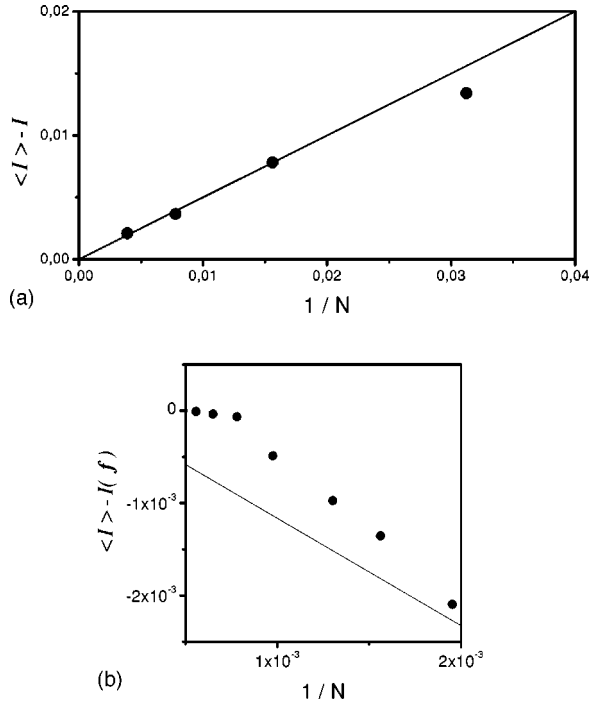 0,02
0,01
0,00
<I> - I
0,00 0,01 0,02 0,03 0,04
(a)
1 / N
0
-1x10⁻³
-2x10⁻³
<I> - I(f)
1x10⁻³ 2x10⁻³
(b)
1 / N